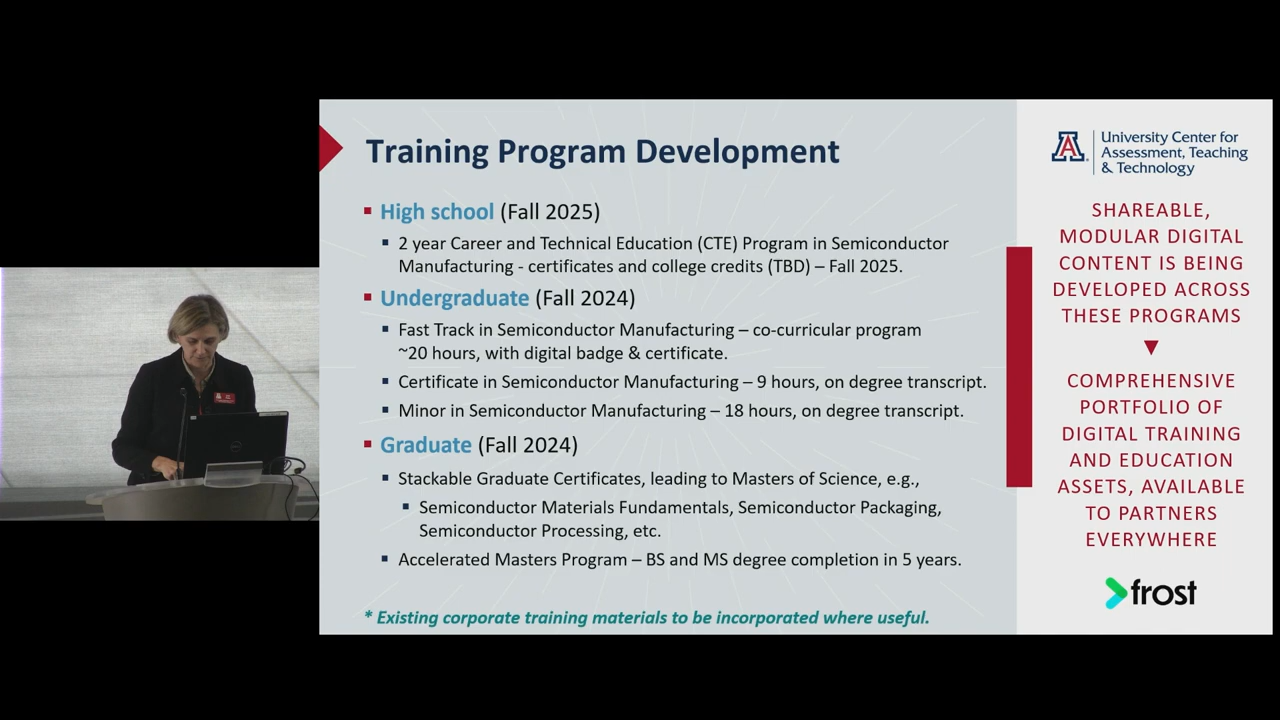 Training Program Development
▪ High school (Fall 2025)
▪ 2 year Career and Technical Education (CTE) Program in Semiconductor
Manufacturing - certificates and college credits (TBD) – Fall 2025.
▪ Undergraduate (Fall 2024)
▪ Fast Track in Semiconductor Manufacturing – co-curricular program
~20 hours, with digital badge & certificate.
▪ Certificate in Semiconductor Manufacturing – 9 hours, on degree transcript.
▪ Minor in Semiconductor Manufacturing – 18 hours, on degree transcript.
▪ Graduate (Fall 2024)
▪ Stackable Graduate Certificates, leading to Masters of Science, e.g.,
▪ Semiconductor Materials Fundamentals, Semiconductor Packaging,
Semiconductor Processing, etc.
▪ Accelerated Masters Program – BS and MS degree completion in 5 years.
* Existing corporate training materials to be incorporated where useful.
A
University Center for
Assessment, Teaching
& Technology
SHAREABLE,
MODULAR DIGITAL
CONTENT IS BEING
DEVELOPED ACROSS
THESE PROGRAMS
▼
COMPREHENSIVE
PORTFOLIO OF
DIGITAL TRAINING
AND EDUCATION
ASSETS, AVAILABLE
TO PARTNERS
EVERYWHERE
frost